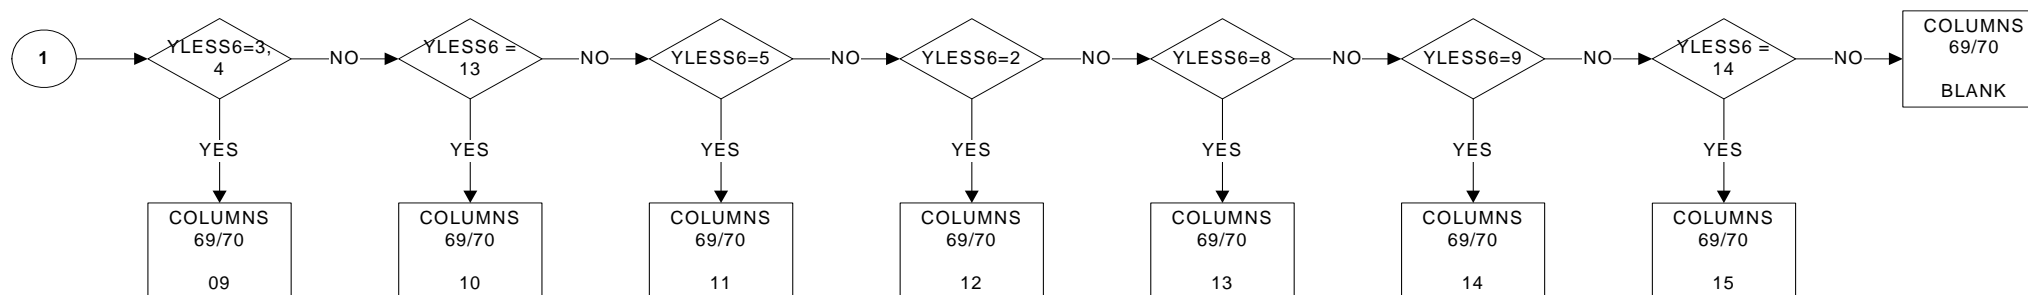 1
YLESS6=3,
4
NO
YLESS6 =
13
NO
YLESS6=5
NO
YLESS6=2
NO
YLESS6=8
NO
YLESS6=9
NO
YLESS6 =
14
NO
COLUMNS
69/70
BLANK
YES
YES
YES
YES
YES
YES
YES
COLUMNS
69/70
09
COLUMNS
69/70
10
COLUMNS
69/70
11
COLUMNS
69/70
12
COLUMNS
69/70
13
COLUMNS
69/70
14
COLUMNS
69/70
15